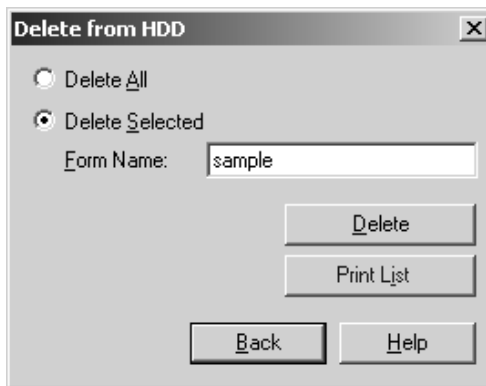 Delete from HDD
Delete All
Delete Selected
Form Name: sample
Delete
Print List
Back Help